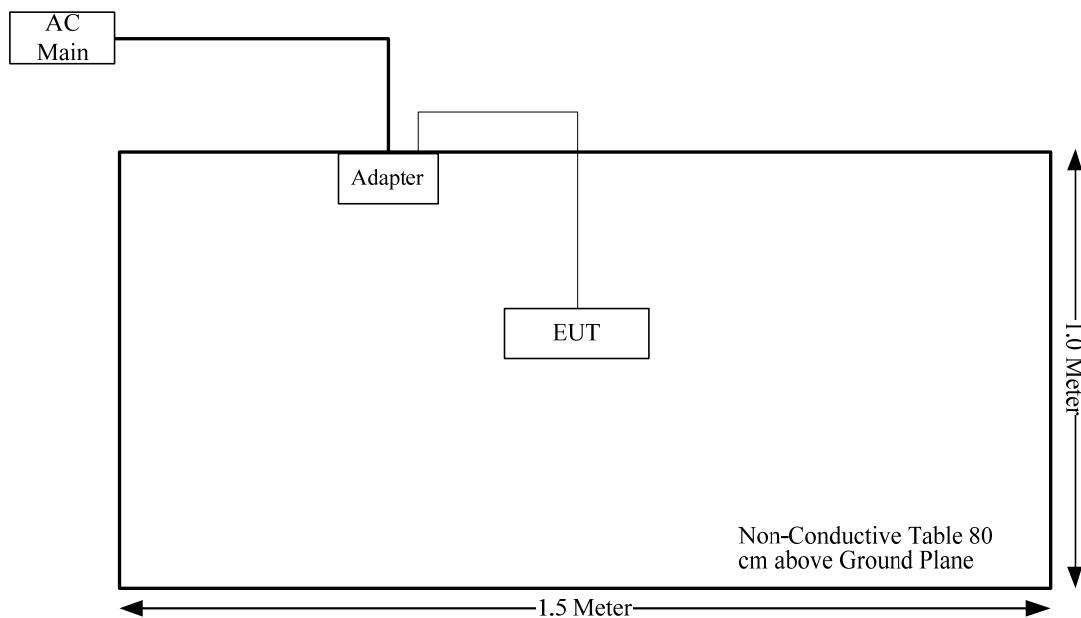 AC
Main
Adapter
EUT
1.0 Meter
Non-Conductive Table 80
cm above Ground Plane
1.5 Meter